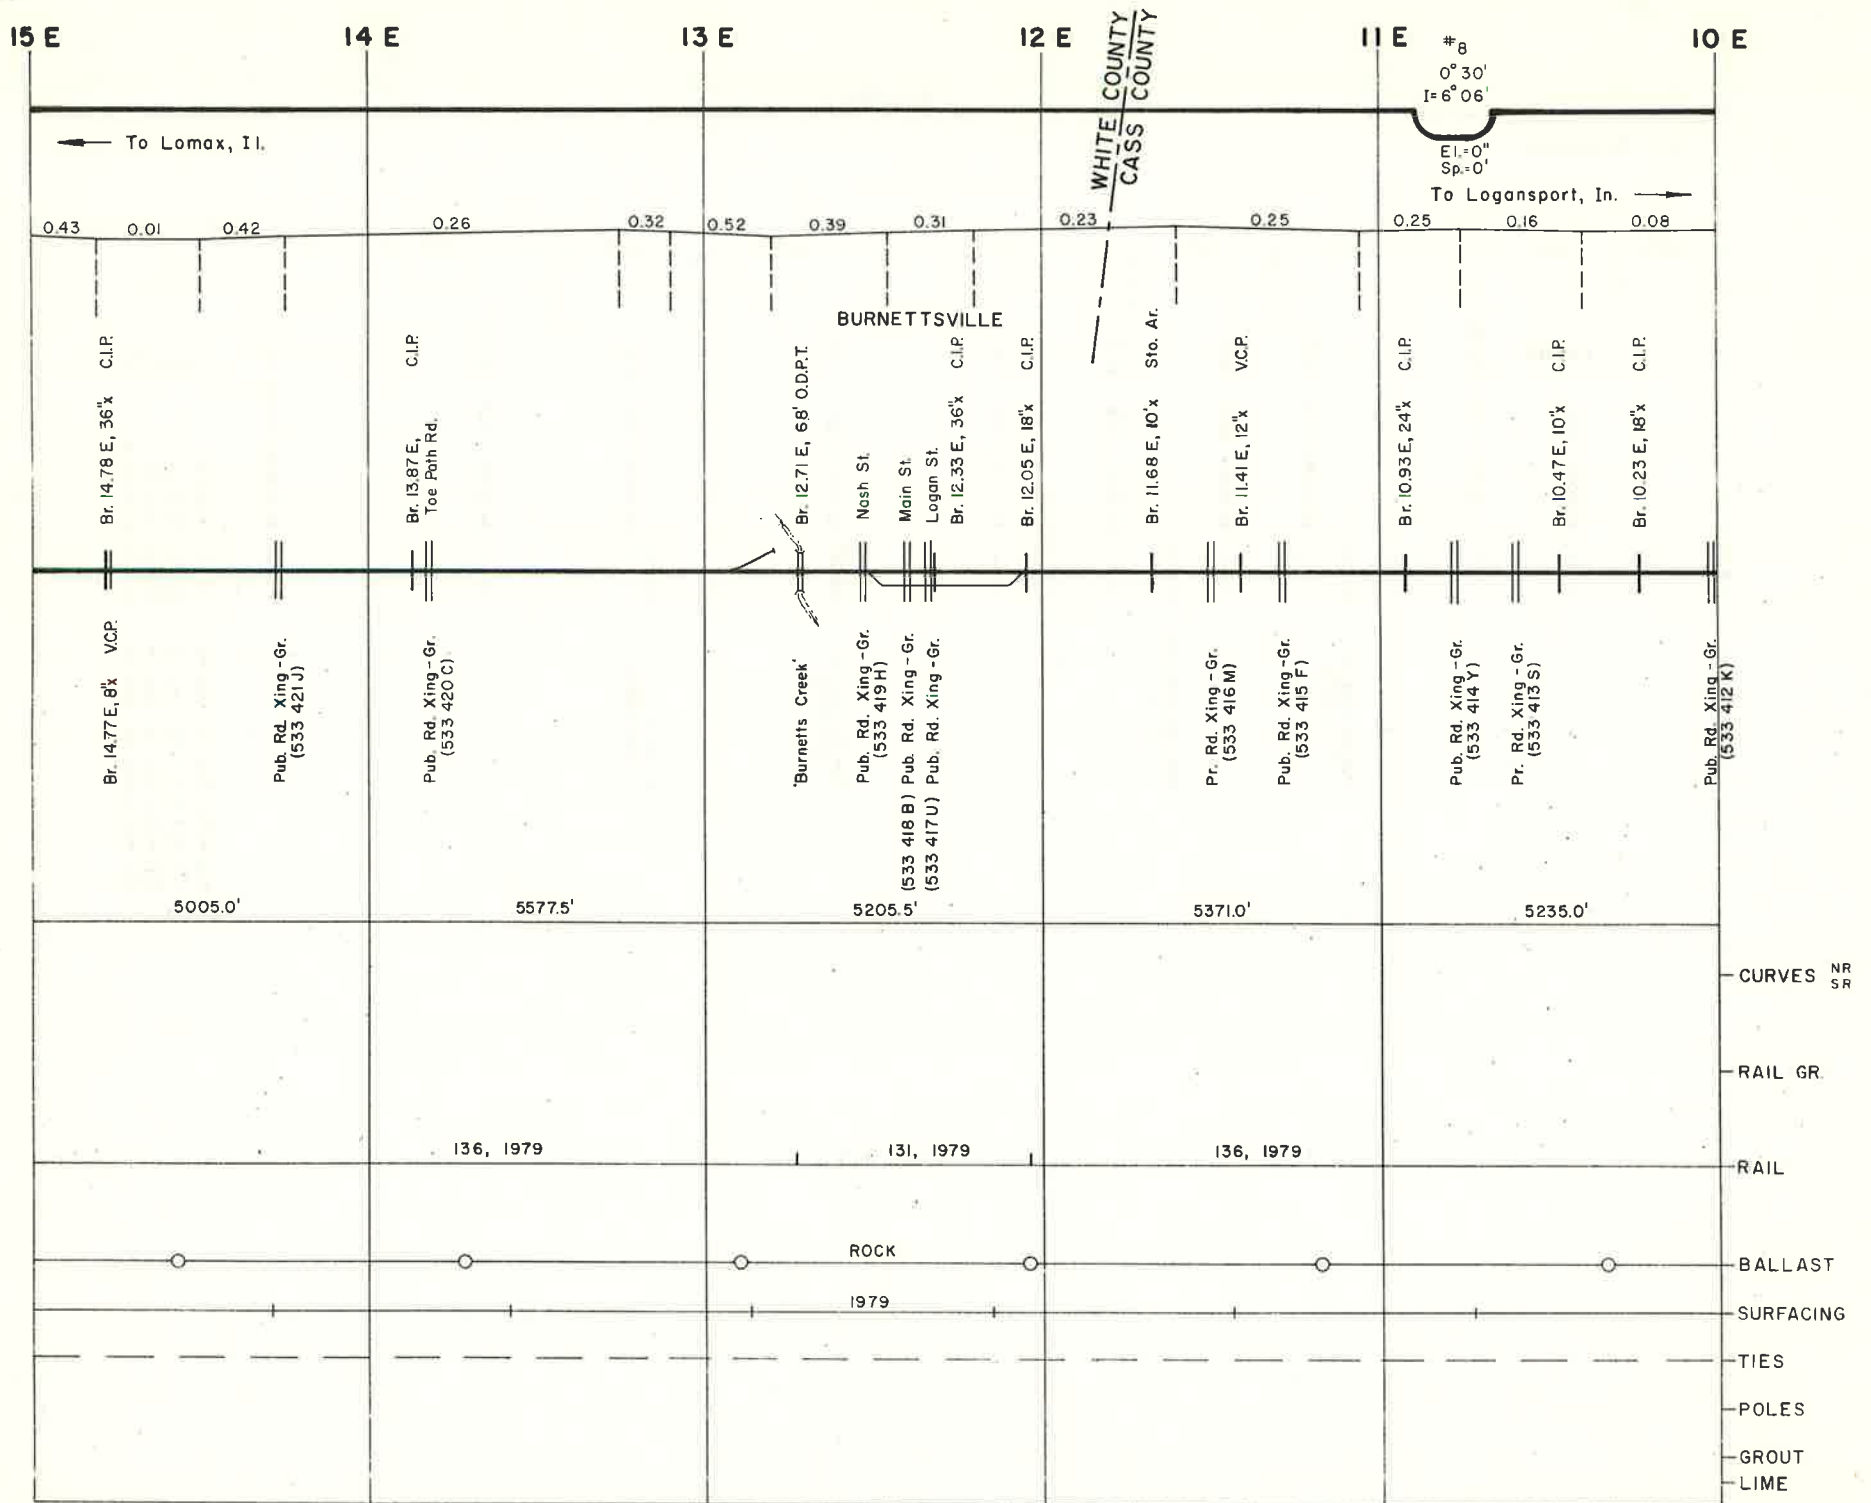 15 E 14 E 13 E 12 E 11 E 10 E
#8
0° 30'
I= 6° 06'
WHITE COUNTY
CASS COUNTY
To Lomax, Il.
El.=0"
Sp.=0'
To Logansport, In.
0.43 0.01 0.42 0.26 0.32 0.52 0.39 0.31 0.23 0.25 0.25 0.16 0.08
BURNETTSVILLE
Br. 14.78 E, 36"x C.I.P.
Br. 13.87 E, C.I.P.
Toe Path Rd.
Br. 12.71 E, 68' O.D.P.T.
Nash St.
Main St.
Logan St.
Br. 12.33 E, 36"x C.I.P.
Br. 12.05 E, 18"x C.I.P.
Br. 11.68 E, 10'x Sto. Ar.
Br. 11.41 E, 12"x V.C.P.
Br. 10.93 E, 24"x C.I.P.
Br. 10.47 E, 10"x C.I.P.
Br. 10.23 E, 18"x C.I.P.
Br. 14.77 E, 8"x V.C.P.
Pub. Rd. Xing-Gr.
(533 421 J)
Pub. Rd. Xing-Gr.
(533 420 C)
'Burnetts Creek'
Pub. Rd. Xing-Gr.
(533 419 H)
(533 418 B) Pub. Rd. Xing-Gr.
(533 417 U) Pub. Rd. Xing-Gr.
Pr. Rd. Xing-Gr.
(533 416 M)
Pub. Rd. Xing-Gr.
(533 415 F)
Pub. Rd. Xing-Gr.
(533 414 Y)
Pr. Rd. Xing-Gr.
(533 413 S)
Pub. Rd. Xing-Gr.
(533 412 K)
5005.0' 5577.5' 5205.5' 5371.0' 5235.0'
CURVES NR
SR
RAIL GR.
136, 1979 131, 1979 136, 1979
RAIL
ROCK
BALLAST
1979
SURFACING
TIES
POLES
GROUT
LIME